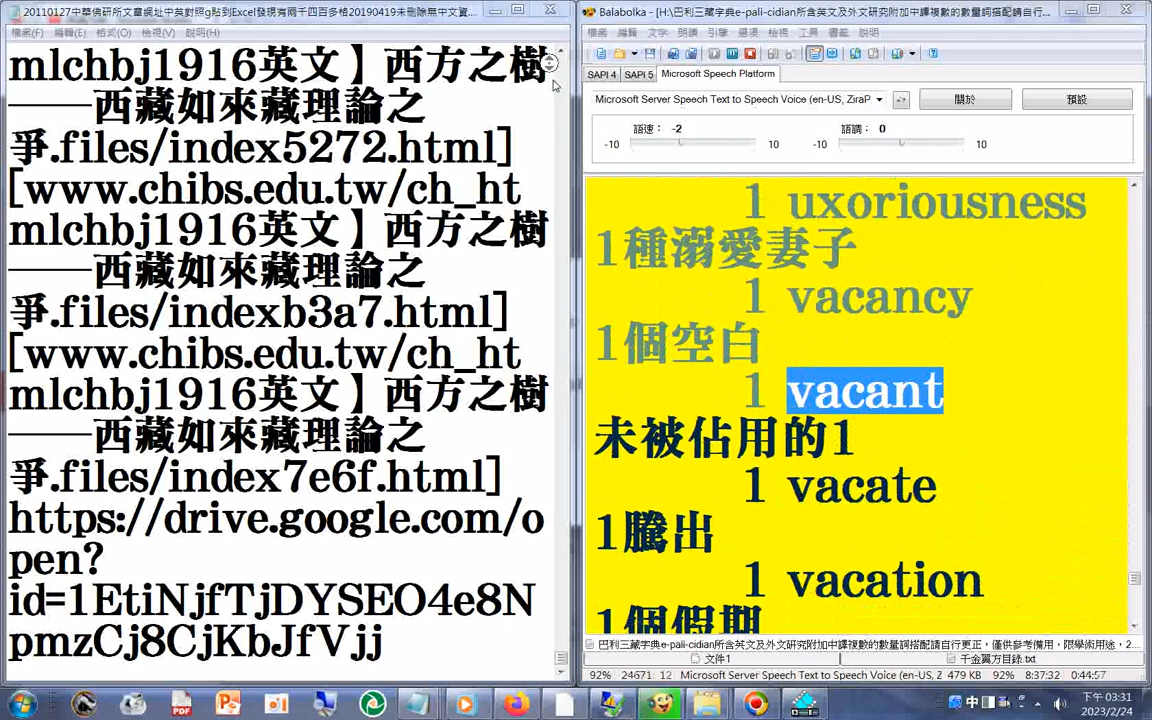 20110127中華佛研所文章網址中英對照g貼到Excel發現有兩千四百多格20190419未刪除無中文資...
檔案(F) 編輯(E) 格式(O) 檢視(V) 說明(H)
mlchbj1916英文】西方之樹
——西藏如來藏理論之
爭.files/index5272.html]
[www.chibs.edu.tw/ch_ht
mlchbj1916英文】西方之樹
——西藏如來藏理論之
爭.files/indexb3a7.html]
[www.chibs.edu.tw/ch_ht
mlchbj1916英文】西方之樹
——西藏如來藏理論之
爭.files/index7e6f.html]
https://drive.google.com/o
pen?
id=1EtiNjfTjDYSEO4e8N
pmzCj8CjKbJfVjj
Balabolka - [H:\巴利三藏字典e-pali-cidian所含英文及外文研究附加中譯複數的數量詞搭配請自行...
檔案 編輯 文字 朗讀 引擎 選項 檢視 工具 書籤 說明
SAPI 4 SAPI 5 Microsoft Speech Platform
Microsoft Server Speech Text to Speech Voice (en-US, ZiraP
關於
預設
語速： -2
語調： 0
-10 10 -10 10
1 uxoriousness
1種溺愛妻子
1 vacancy
1個空白
1 vacant
未被佔用的1
1 vacate
1騰出
1 vacation
1個假期
巴利三藏字典e-pali-cidian所含英文及外文研究附加中譯複數的數量詞搭配請自行更正，僅供參考備用，限學術用途，2...
文件1
千金翼方目錄.txt
92% 24671: 12 Microsoft Server Speech Text to Speech V 479 KB 92% 8:37:32 0:44:57
中
下午 03:31
2023/2/24